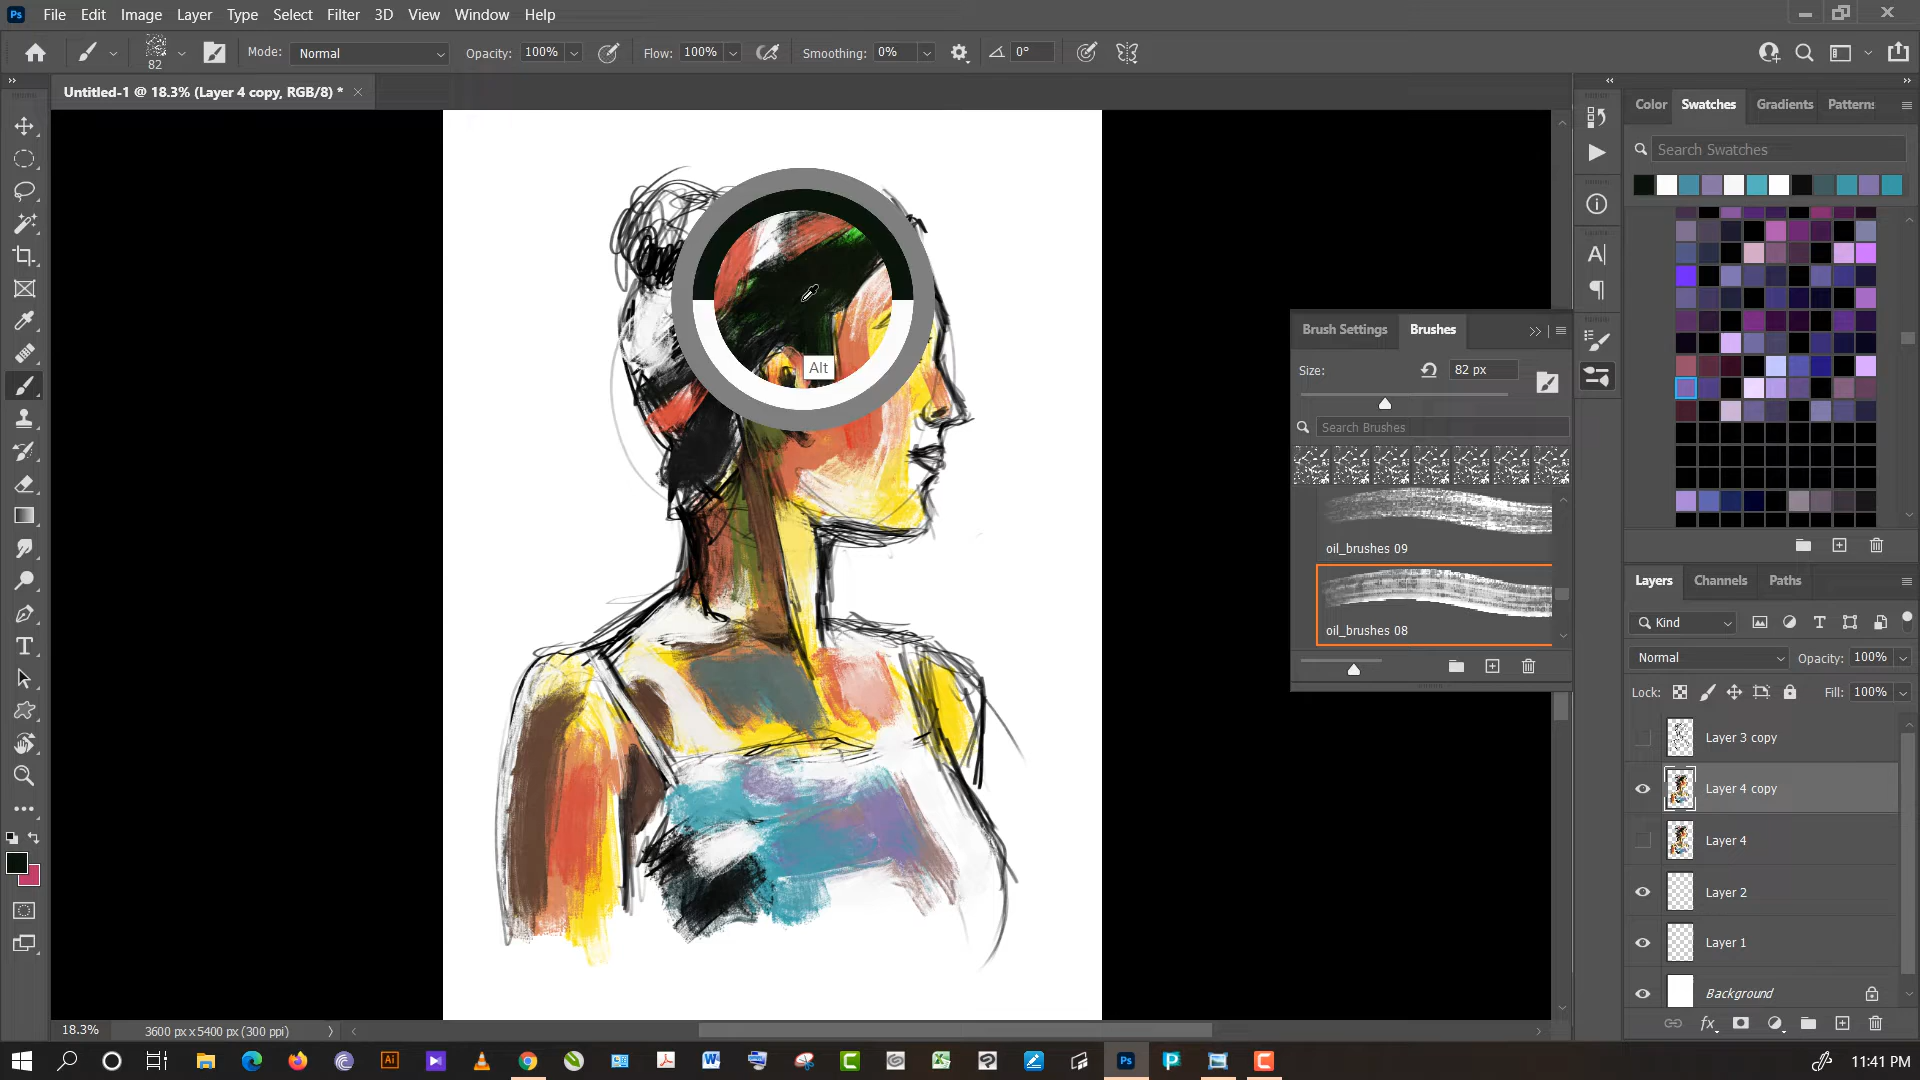 Ps File Edit Image Layer Type Select Filter 3D View Window Help
82 Mode: Normal Opacity: 100% Flow: 100% Smoothing: 0% 0°
Untitled-1 @ 18.3% (Layer 4 copy, RGB/8) *
Color Swatches Gradients Patterns
Search Swatches
Alt
Brush Settings Brushes
Size: 82 px
Search Brushes
oil_brushes 09
oil_brushes 08
Layers Channels Paths
Kind
Normal Opacity: 100%
Lock: Fill: 100%
Layer 3 copy
Layer 4 copy
Layer 4
Layer 2
Layer 1
Background
18.3% 3600 px x 5400 px (300 ppi)
11:41 PM